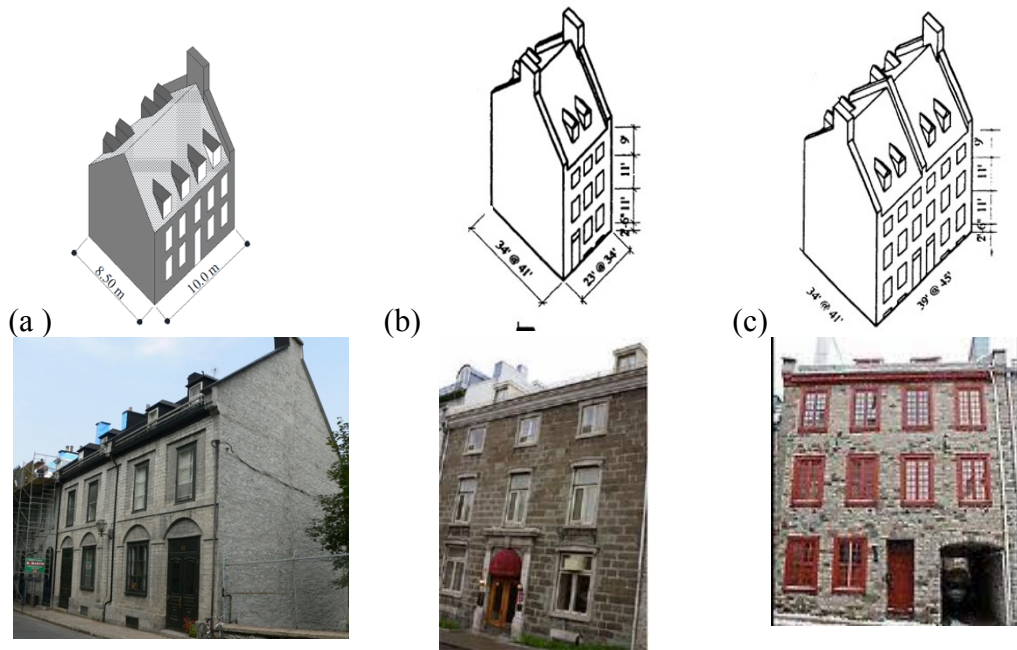 8.50 m
10.0 m
(a )
9'
11'
11'
2'-6"
34' @ 41'
23' @ 34'
(b)
9'
11'
11'
2'-6"
34' @ 41'
39' @ 45'
(c)